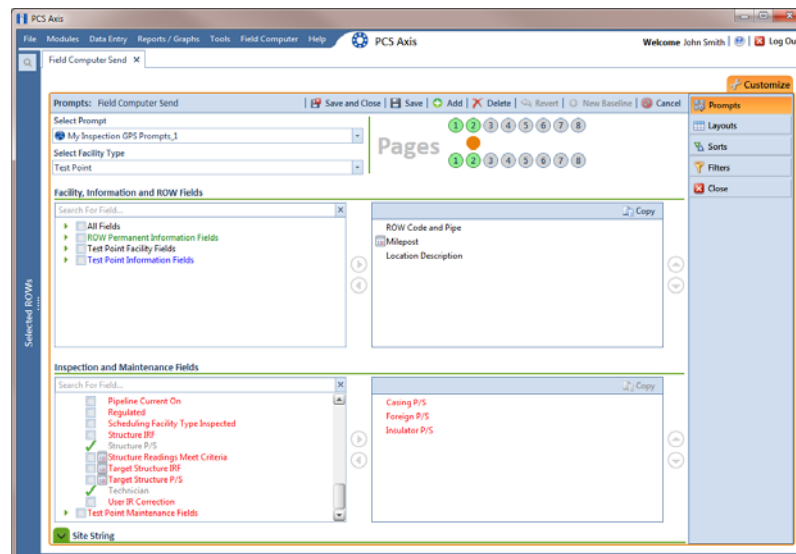 PCS Axis
File Modules Data Entry Reports / Graphs Tools Field Computer Help
PCS Axis
Welcome John Smith | Log Ou
Field Computer Send
Customize
Prompts: Field Computer Send
Save and Close | Save | Add | Delete | Revert | New Baseline | Cancel
Prompts
Layouts
Sorts
Filters
Close
Select Prompt
My Inspection GPS Prompts_1
Select Facility Type
Test Point
Pages
1 2 3 4 5 6 7 8
1 2 3 4 5 6 7 8
Facility, Information and ROW Fields
Search For Field...
All Fields
ROW Permanent Information Fields
Test Point Facility Fields
Test Point Information Fields
Copy
ROW Code and Pipe
Milepost
Location Description
Selected ROWs
Inspection and Maintenance Fields
Search For Field...
Pipeline Current On
Regulated
Scheduling Facility Type Inspected
Structure IRF
Structure P/S
Structure Readings Meet Criteria
Target Structure IRF
Target Structure P/S
Technician
User IR Correction
Test Point Maintenance Fields
Copy
Casing P/S
Foreign P/S
Insulator P/S
Site String